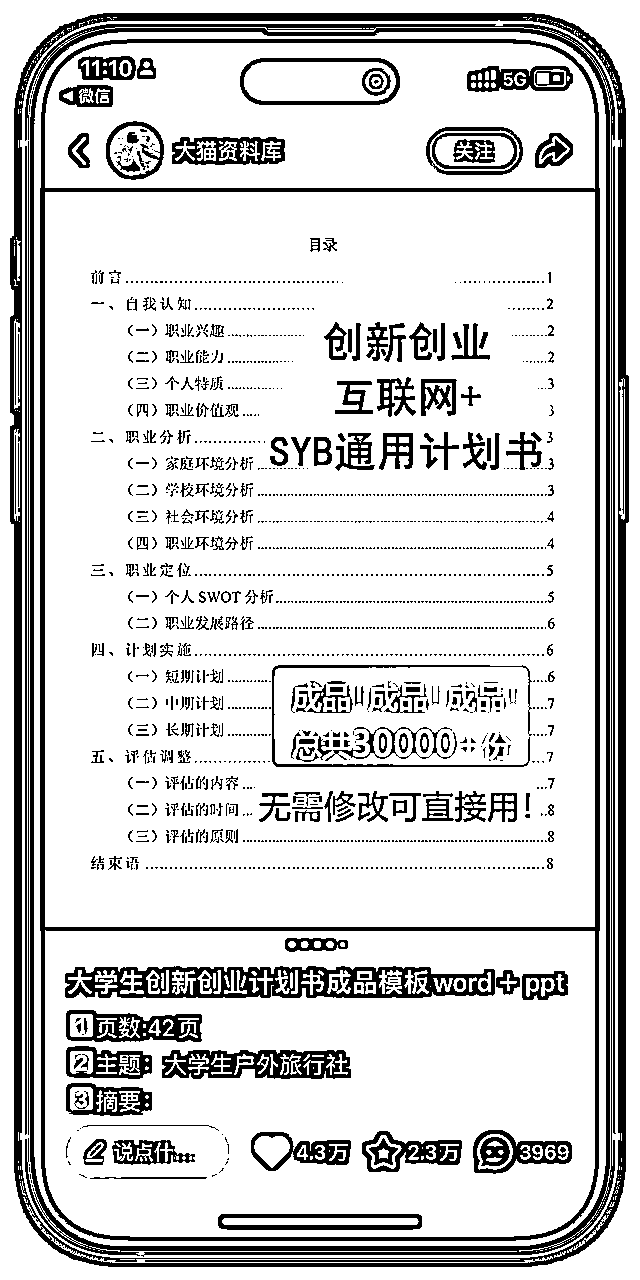 11:10
5G
微信
大猫资料库
关注
目录
前言 1
一、自我认知 2
（一）职业兴趣 2
（二）职业能力 2
（三）个人特质 3
（四）职业价值观 3
创新创业
互联网+
SYB通用计划书
二、职业分析 3
（一）家庭环境分析 3
（二）学校环境分析 3
（三）社会环境分析 4
（四）职业环境分析 4
三、职业定位 5
（一）个人 SWOT 分析 5
（二）职业发展路径 6
四、计划实施 6
（一）短期计划 6
（二）中期计划 7
（三）长期计划 7
成品！成品！成品！
总共30000+份
五、评估调整 7
（一）评估的内容 7
（二）评估的时间 8
无需修改可直接用！
（三）评估的原则 8
结束语 8
大学生创新创业计划书成品模板word＋ppt
1页数:42页
2主题：大学生户外旅行社
3摘要：
说点什...
4.3万
2.3万
3969